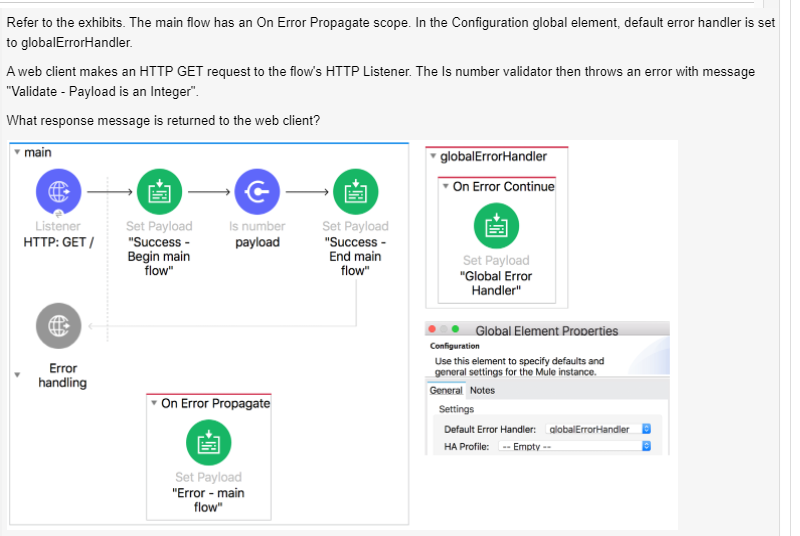 Refer to the exhibits. The main flow has an On Error Propagate scope. In the Configuration global element, default error handler is set
to globalErrorHandler.
A web client makes an HTTP GET request to the flow's HTTP Listener. The Is number validator then throws an error with message
"Validate - Payload is an Integer".
What response message is returned to the web client?
main
Listener
HTTP: GET /
Set Payload
"Success -
Begin main
flow"
Is number
payload
Set Payload
"Success -
End main
flow"
Error
handling
On Error Propagate
Set Payload
"Error - main
flow"
globalErrorHandler
On Error Continue
Set Payload
"Global Error
Handler"
Global Element Properties
Configuration
Use this element to specify defaults and
general settings for the Mule instance.
General Notes
Settings
Default Error Handler: globalErrorHandler
HA Profile: -- Empty --